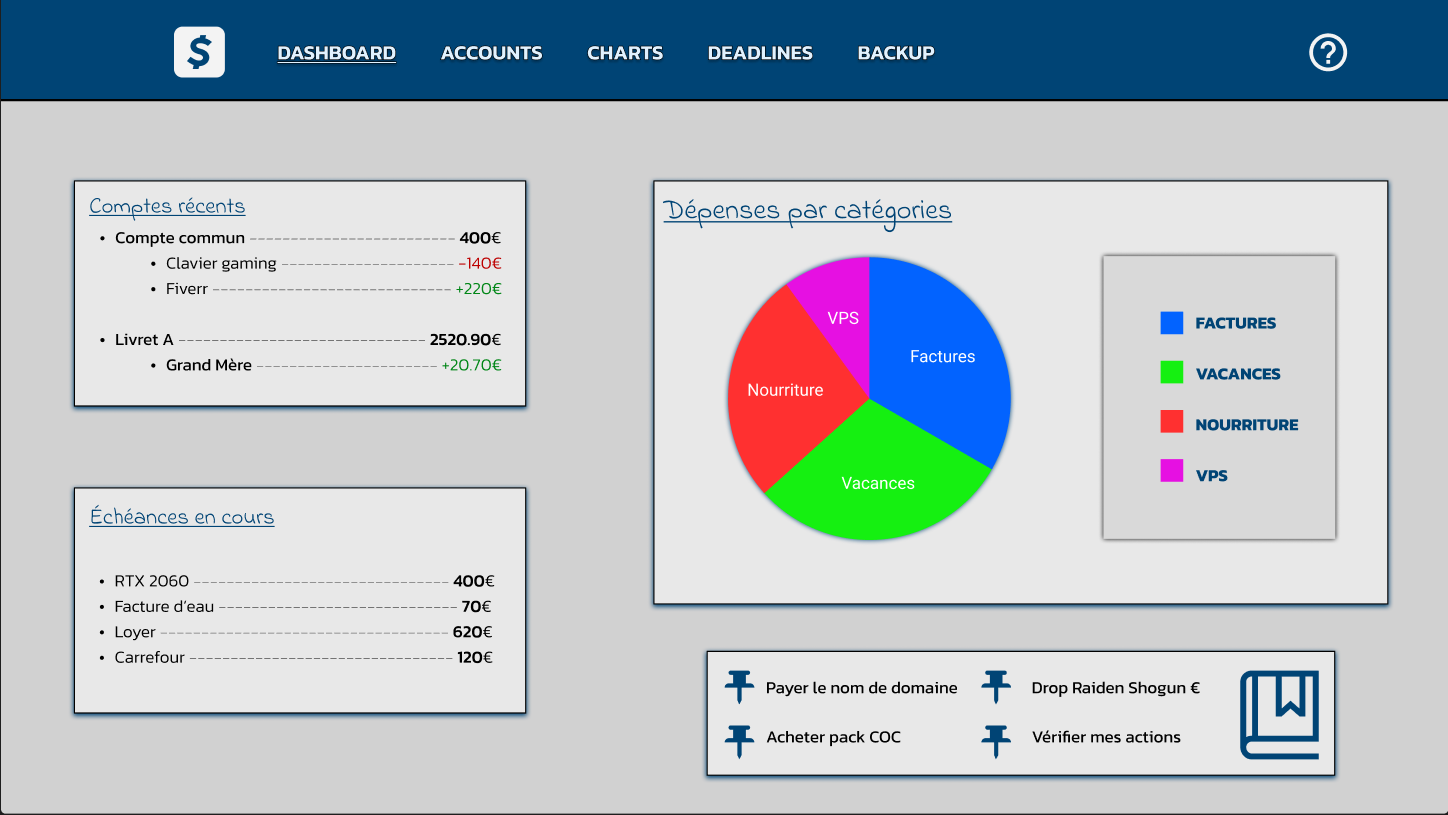 $ DASHBOARD ACCOUNTS CHARTS DEADLINES BACKUP ?
Comptes récents
• Compte commun ------------------------- 400€
• Clavier gaming --------------------- -140€
• Fiverr ----------------------------- +220€
• Livret A ------------------------------ 2520.90€
• Grand Mère ---------------------- +20.70€
Échéances en cours
• RTX 2060 ------------------------------- 400€
• Facture d'eau ----------------------------- 70€
• Loyer ----------------------------------- 620€
• Carrefour -------------------------------- 120€
Dépenses par catégories
VPS
Factures
Nourriture
Vacances
FACTURES
VACANCES
NOURRITURE
VPS
Payer le nom de domaine
Drop Raiden Shogun €
Acheter pack COC
Vérifier mes actions